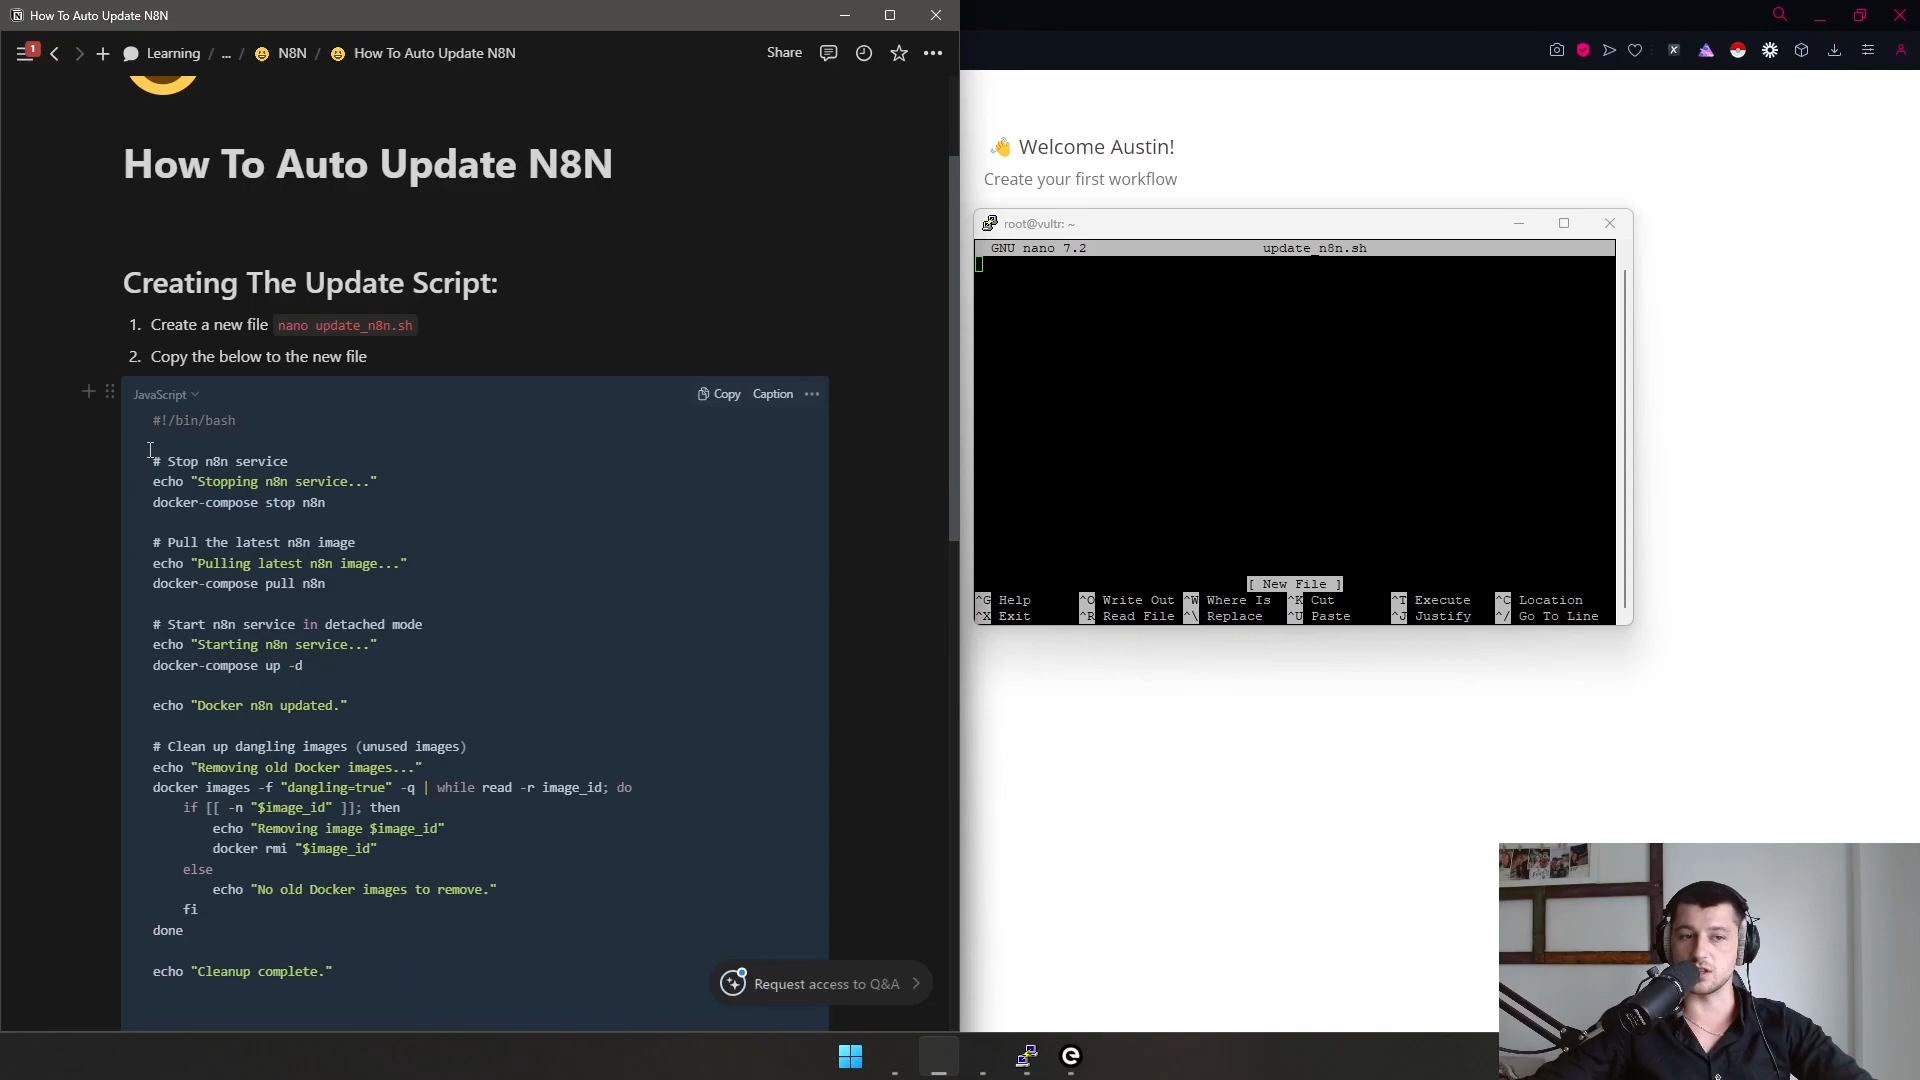 How To Auto Update N8N
1
Learning / ... / N8N / How To Auto Update N8N
Share
How To Auto Update N8N
Creating The Update Script:
1. Create a new file nano update_n8n.sh
2. Copy the below to the new file
JavaScript
Copy Caption
#!/bin/bash
# Stop n8n service
echo "Stopping n8n service..."
docker-compose stop n8n
# Pull the latest n8n image
echo "Pulling latest n8n image..."
docker-compose pull n8n
# Start n8n service in detached mode
echo "Starting n8n service..."
docker-compose up -d
echo "Docker n8n updated."
# Clean up dangling images (unused images)
echo "Removing old Docker images..."
docker images -f "dangling=true" -q | while read -r image_id; do
if [[ -n "$image_id" ]]; then
echo "Removing image $image_id"
docker rmi "$image_id"
else
echo "No old Docker images to remove."
fi
done
echo "Cleanup complete."
Request access to Q&A
👋 Welcome Austin!
Create your first workflow
root@vultr: ~
GNU nano 7.2 update_n8n.sh
[ New File ]
^G Help ^O Write Out ^W Where Is ^K Cut ^T Execute ^C Location
^X Exit ^R Read File ^\ Replace ^U Paste ^J Justify ^/ Go To Line